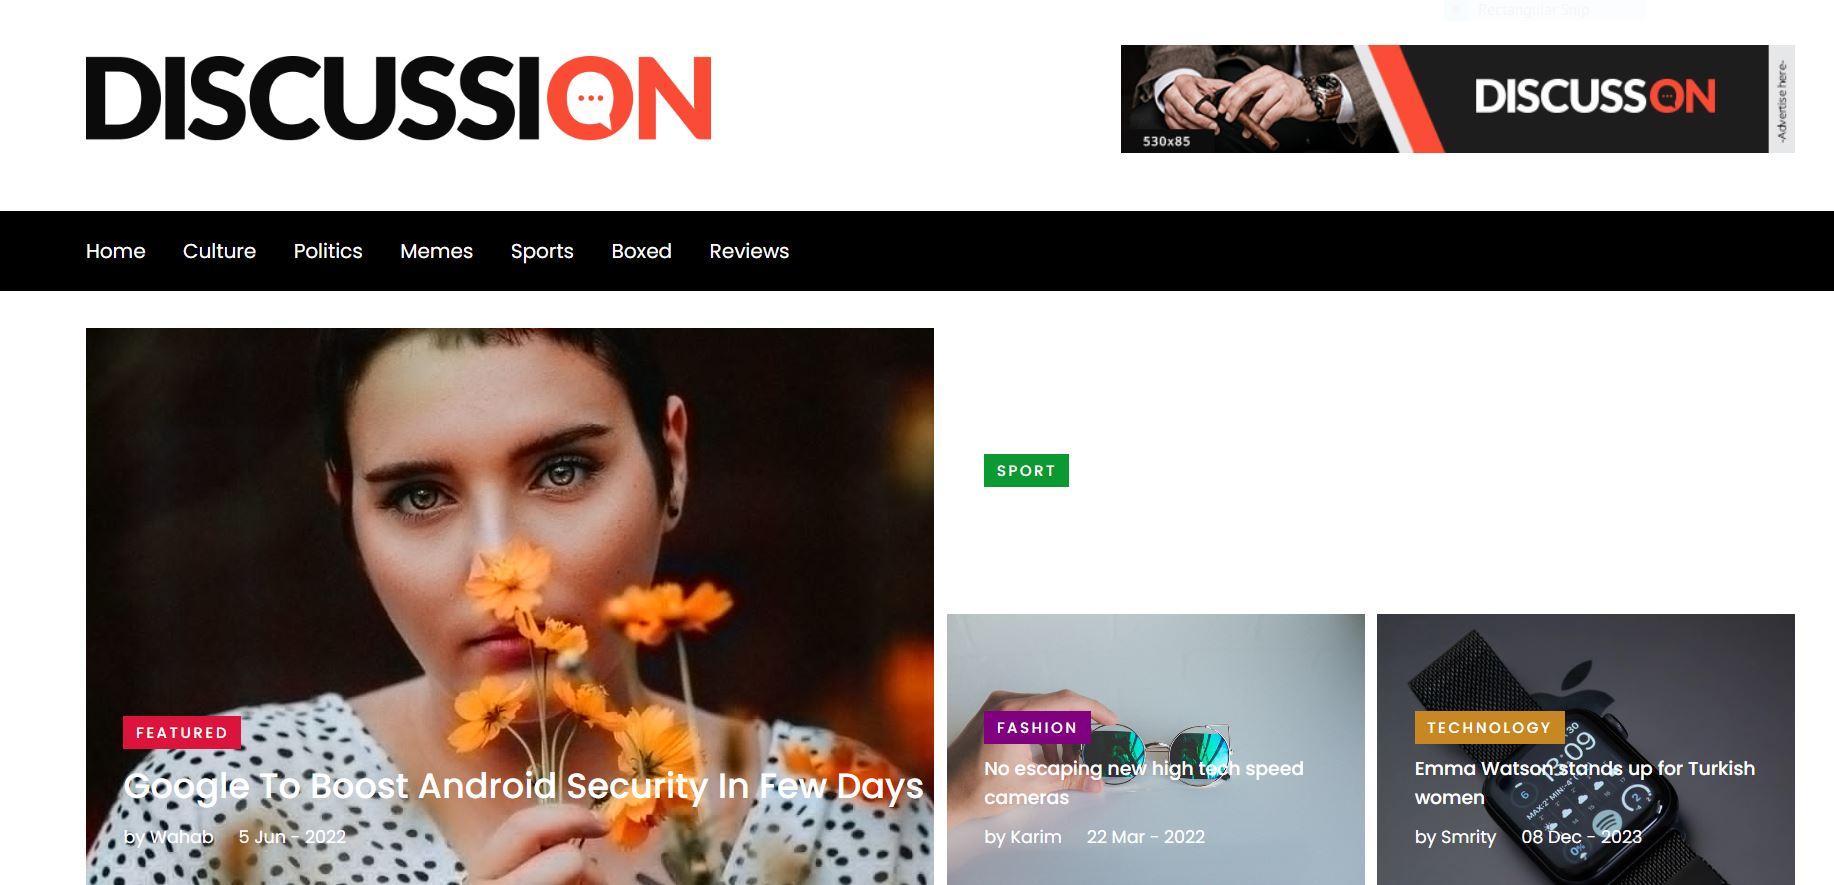 Rectangular Snip
DISCUSSION
530x85
DISCUSSON
-Advertise here-
Home Culture Politics Memes Sports Boxed Reviews
FEATURED
Google To Boost Android Security In Few Days
by Wahab 5 Jun - 2022
SPORT
FASHION
No escaping new high tech speed
cameras
by Karim 22 Mar - 2022
TECHNOLOGY
Emma Watson stands up for Turkish
women
by Smrity 08 Dec - 2023